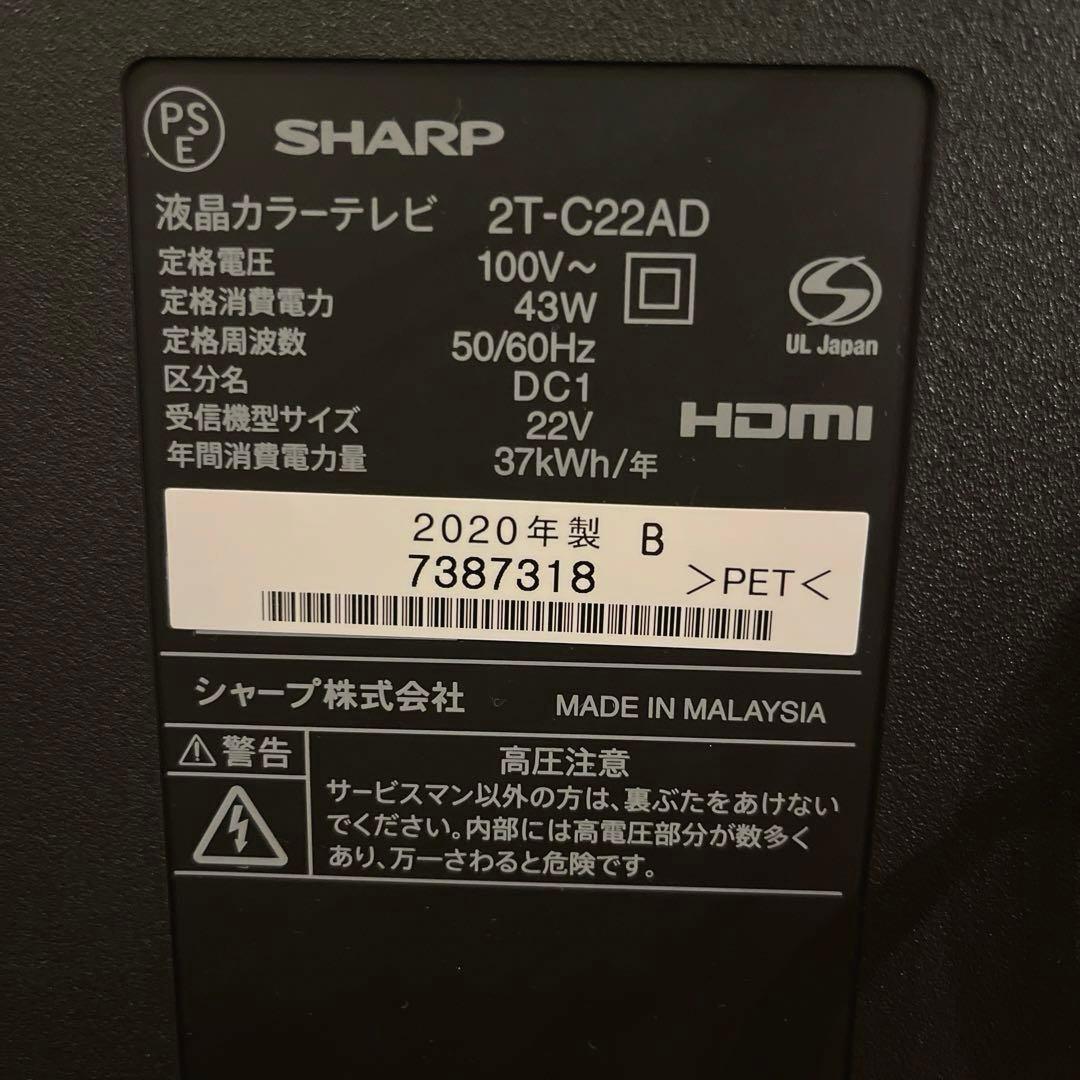 PS
E
SHARP
液晶カラーテレビ 2T-C22AD
定格電圧 100V～
定格消費電力 43W
定格周波数 50/60Hz
区分名 DC1
受信機型サイズ 22V
年間消費電力量 37kWh/年
UL Japan
HDMI
2020年製 B
7387318 >PET<
シャープ株式会社 MADE IN MALAYSIA
⚠警告
高圧注意
サービスマン以外の方は、裏ぶたをあけない
でください。内部には高電圧部分が数多く
あり、万一さわると危険です。